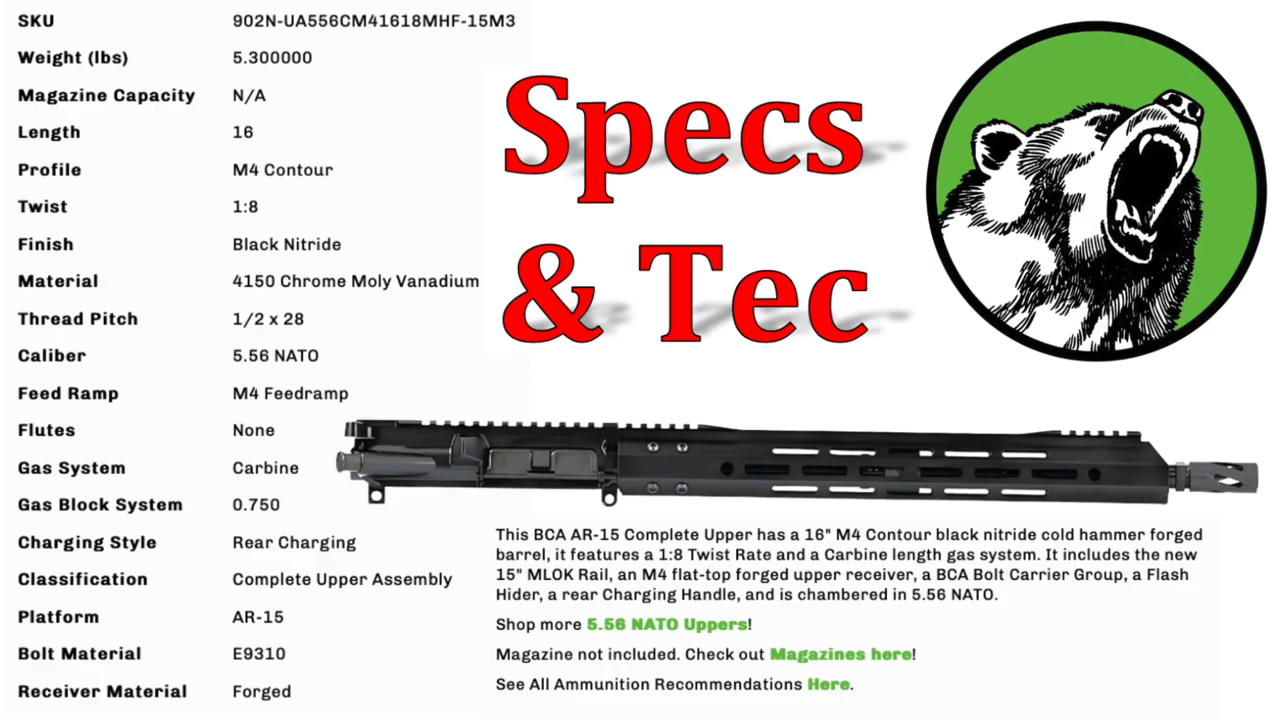 SKU 902N-UA556CM41618MHF-15M3
Weight (lbs) 5.300000
Magazine Capacity N/A
Length 16
Profile M4 Contour
Twist 1:8
Finish Black Nitride
Material 4150 Chrome Moly Vanadium
Thread Pitch 1/2 x 28
Caliber 5.56 NATO
Feed Ramp M4 Feedramp
Flutes None
Gas System Carbine
Gas Block System 0.750
Charging Style Rear Charging
Classification Complete Upper Assembly
Platform AR-15
Bolt Material E9310
Receiver Material Forged
Specs
& Tec
This BCA AR-15 Complete Upper has a 16" M4 Contour black nitride cold hammer forged
barrel, it features a 1:8 Twist Rate and a Carbine length gas system. It includes the new
15" MLOK Rail, an M4 flat-top forged upper receiver, a BCA Bolt Carrier Group, a Flash
Hider, a rear Charging Handle, and is chambered in 5.56 NATO.
Shop more 5.56 NATO Uppers!
Magazine not included. Check out Magazines here!
See All Ammunition Recommendations Here.